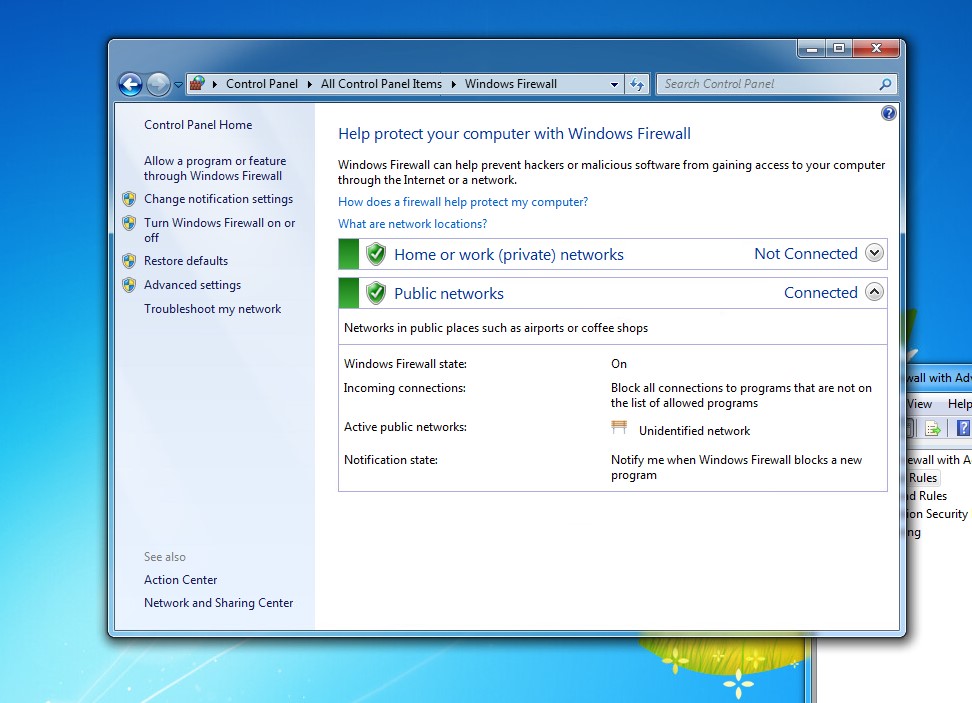 Control Panel
All Control Panel Items
Windows Firewall
Search Control Panel
Control Panel Home
Allow a program or feature
through Windows Firewall
Change notification settings
Turn Windows Firewall on or
off
Restore defaults
Advanced settings
Troubleshoot my network
See also
Action Center
Network and Sharing Center
Help protect your computer with Windows Firewall
Windows Firewall can help prevent hackers or malicious software from gaining access to your computer
through the Internet or a network.
How does a firewall help protect my computer?
What are network locations?
Home or work (private) networks
Not Connected
Public networks
Connected
Networks in public places such as airports or coffee shops
Windows Firewall state:
On
Incoming connections:
Block all connections to programs that are not on
the list of allowed programs
Active public networks:
Unidentified network
Notification state:
Notify me when Windows Firewall blocks a new
program
wall with Adv
View Help
ewall with A
Rules
nd Rules
ion Security
ng